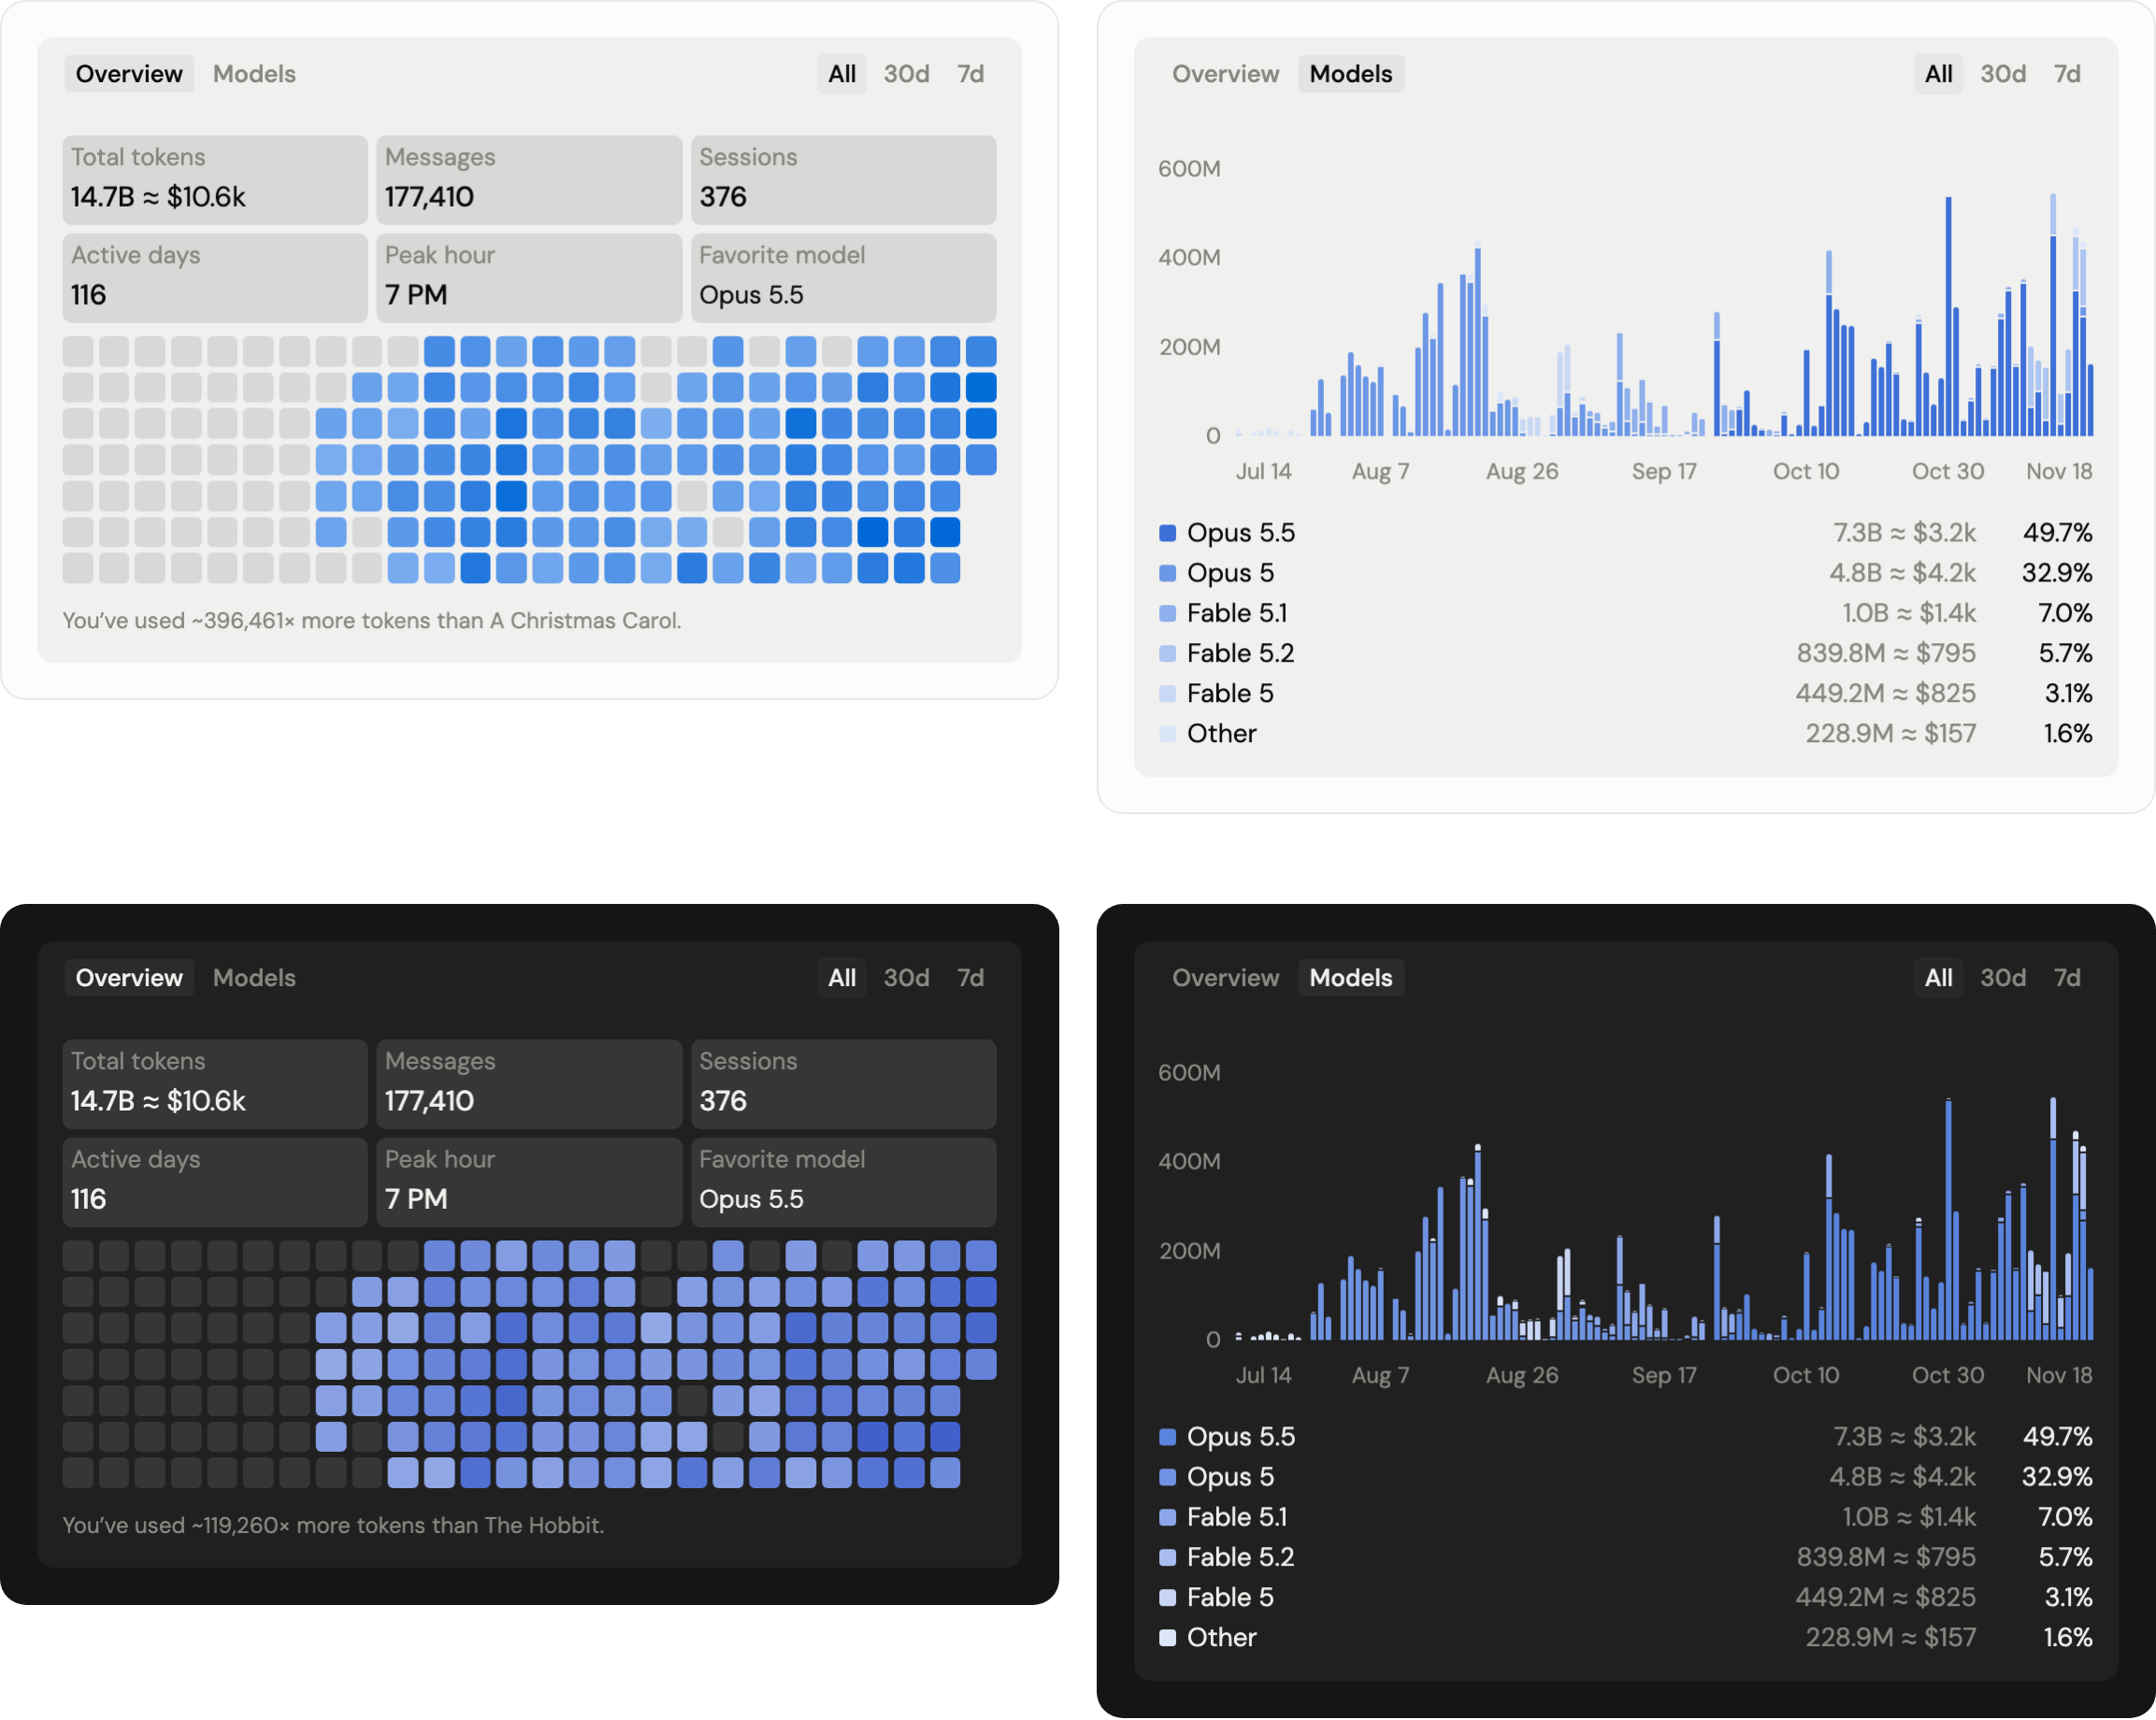 Overview Models All 30d 7d
Total tokens Messages Sessions
14.7B ≈ $10.6k 177,410 376
Active days Peak hour Favorite model
116 7 PM Opus 5.5
You’ve used ~396,461× more tokens than A Christmas Carol.
Overview Models All 30d 7d
600M
400M
200M
0
Jul 14 Aug 7 Aug 26 Sep 17 Oct 10 Oct 30 Nov 18
Opus 5.5 7.3B ≈ $3.2k 49.7%
Opus 5 4.8B ≈ $4.2k 32.9%
Fable 5.1 1.0B ≈ $1.4k 7.0%
Fable 5.2 839.8M ≈ $795 5.7%
Fable 5 449.2M ≈ $825 3.1%
Other 228.9M ≈ $157 1.6%
Overview Models All 30d 7d
Total tokens Messages Sessions
14.7B ≈ $10.6k 177,410 376
Active days Peak hour Favorite model
116 7 PM Opus 5.5
You’ve used ~119,260× more tokens than The Hobbit.
Overview Models All 30d 7d
600M
400M
200M
0
Jul 14 Aug 7 Aug 26 Sep 17 Oct 10 Oct 30 Nov 18
Opus 5.5 7.3B ≈ $3.2k 49.7%
Opus 5 4.8B ≈ $4.2k 32.9%
Fable 5.1 1.0B ≈ $1.4k 7.0%
Fable 5.2 839.8M ≈ $795 5.7%
Fable 5 449.2M ≈ $825 3.1%
Other 228.9M ≈ $157 1.6%